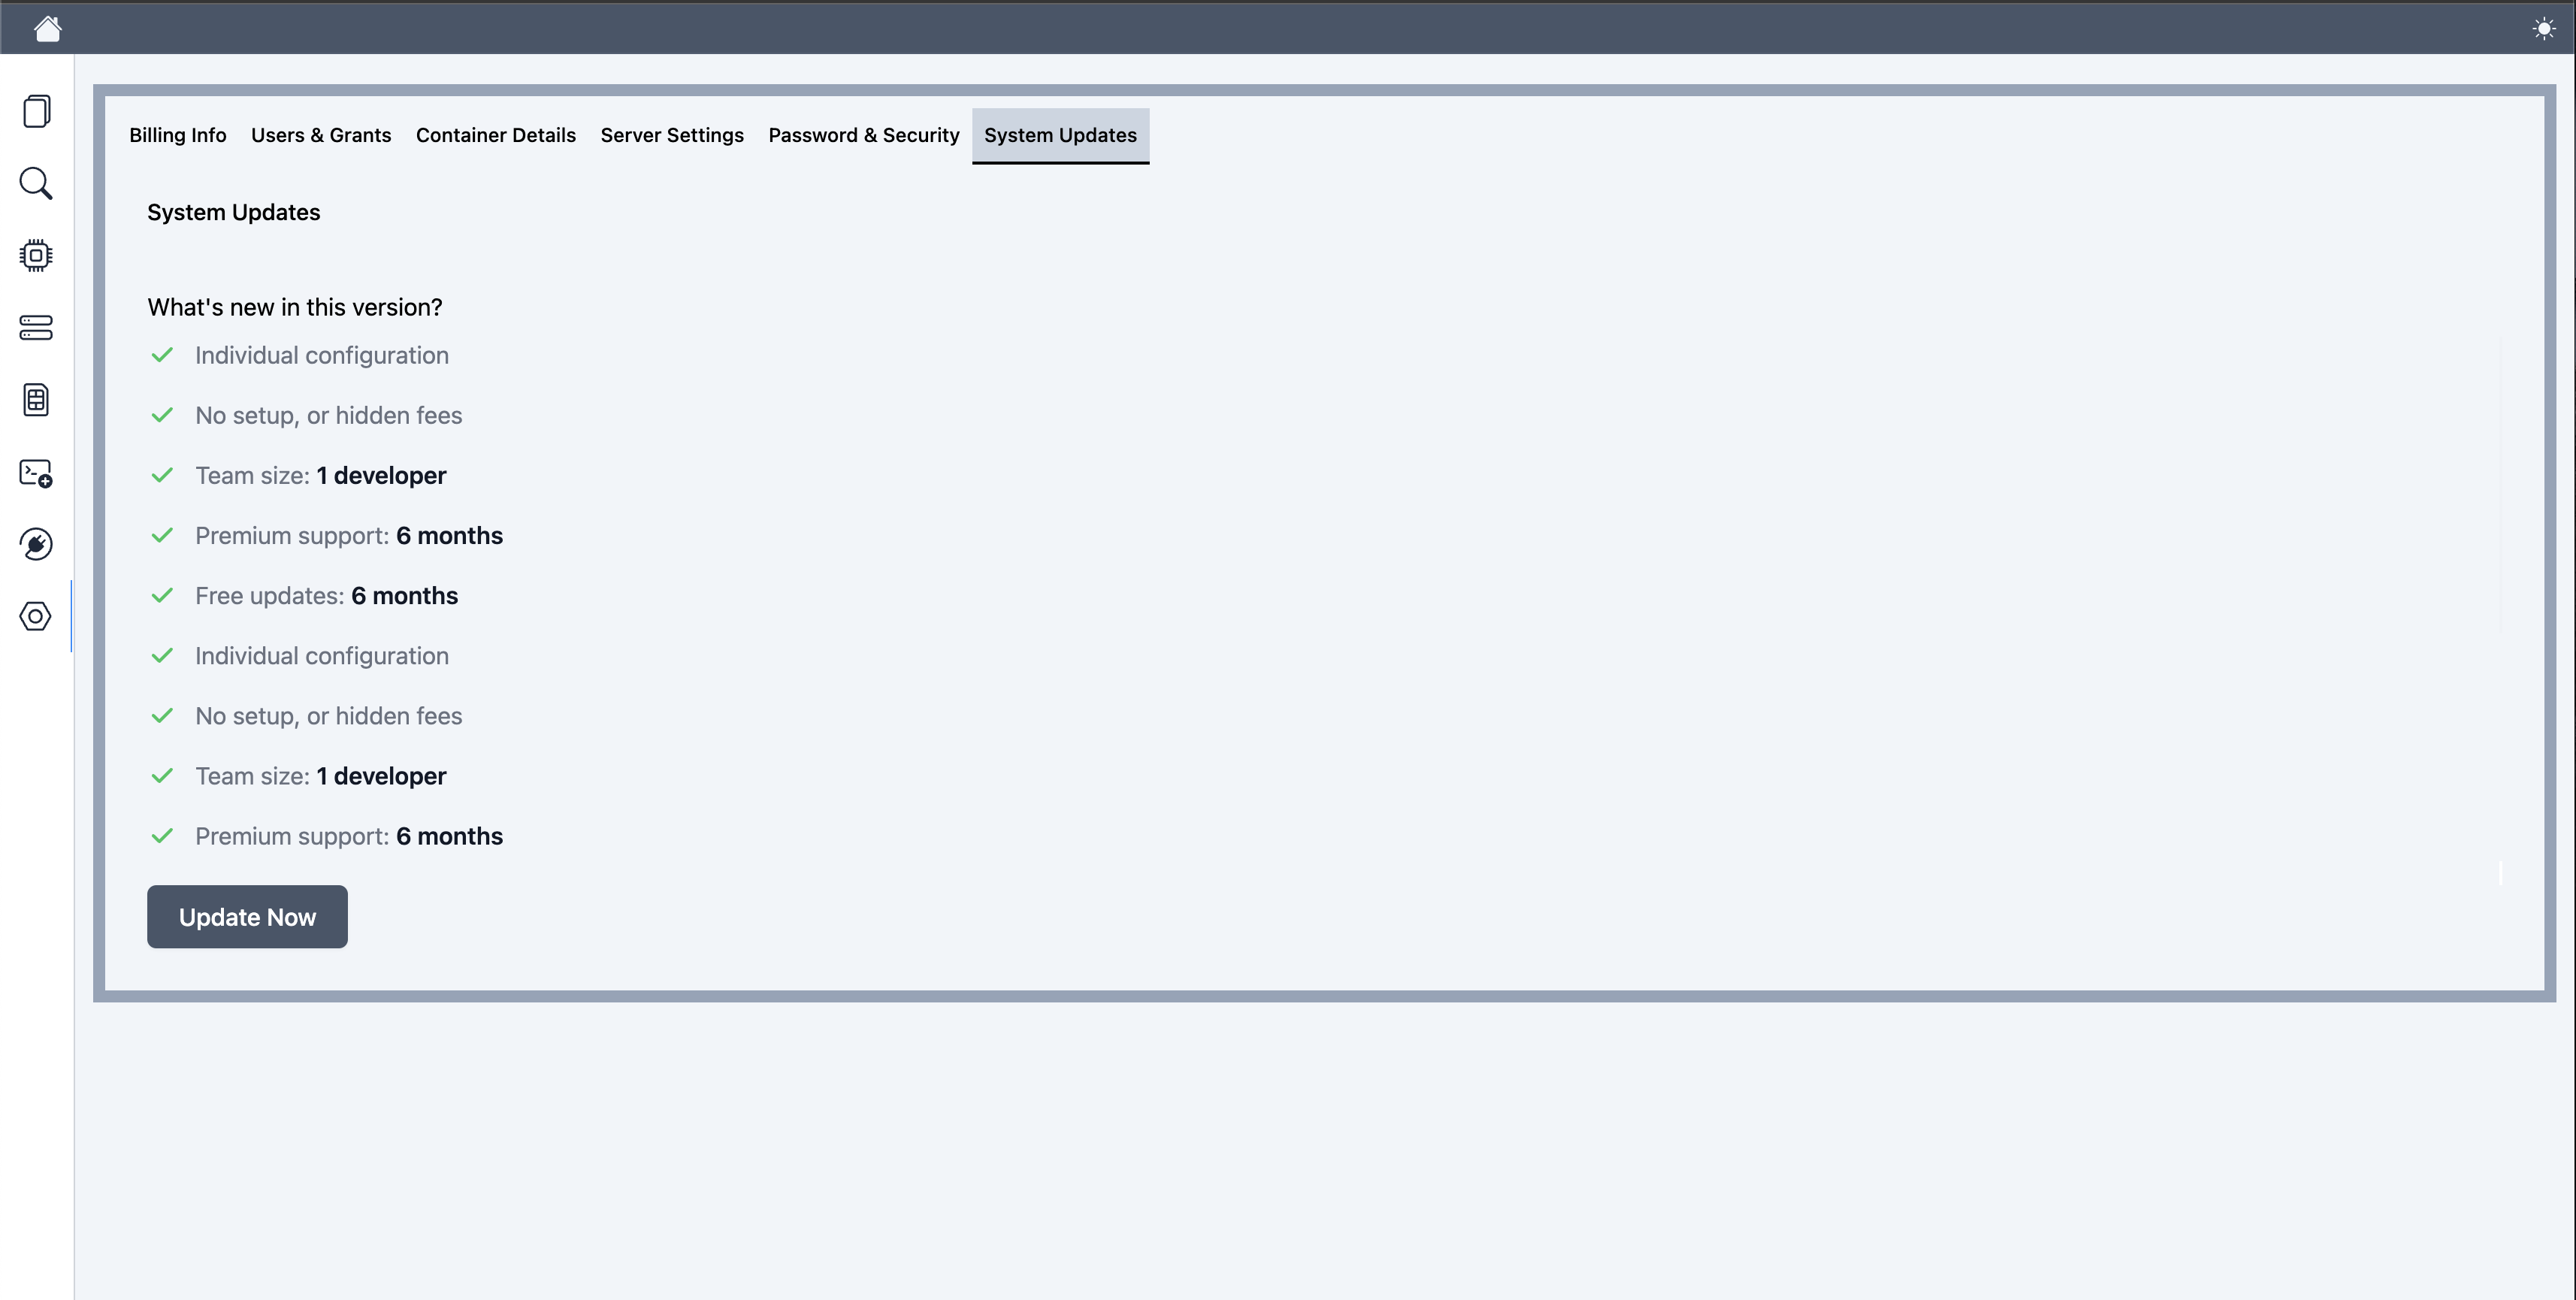 Billing Info Users & Grants Container Details Server Settings Password & Security System Updates
System Updates
What's new in this version?
Individual configuration
No setup, or hidden fees
Team size: 1 developer
Premium support: 6 months
Free updates: 6 months
Individual configuration
No setup, or hidden fees
Team size: 1 developer
Premium support: 6 months
Update Now